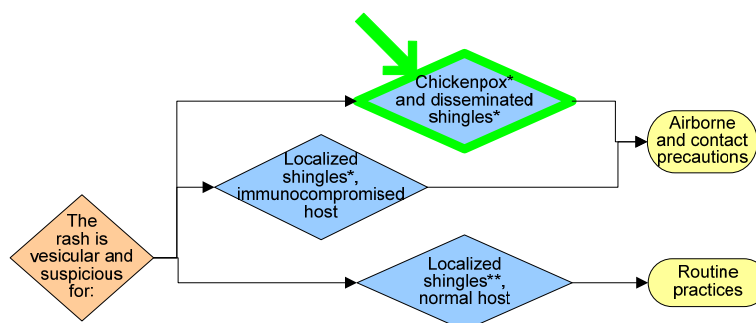 Chickenpox*
and disseminated
shingles*
Airborne
and contact
precautions
Localized
shingles*,
immunocompromised
host
The
rash is
vesicular and
suspicious
for:
Localized
shingles**,
normal host
Routine
practices